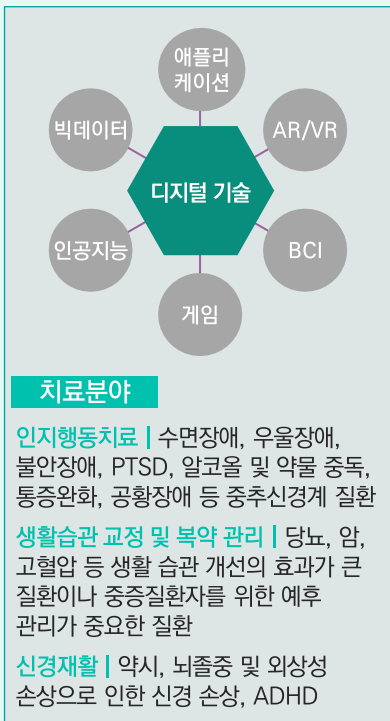 애플리
케이션
빅데이터
AR/VR
디지털 기술
인공지능
BCI
게임
치료분야
인지행동치료 | 수면장애, 우울장애,
불안장애, PTSD, 알코올 및 약물 중독,
통증완화, 공황장애 등 중추신경계 질환
생활습관 교정 및 복약 관리 | 당뇨, 암,
고혈압 등 생활 습관 개선의 효과가 큰
질환이나 중증질환자를 위한 예후
관리가 중요한 질환
신경재활 | 약시, 뇌졸중 및 외상성
손상으로 인한 신경 손상, ADHD